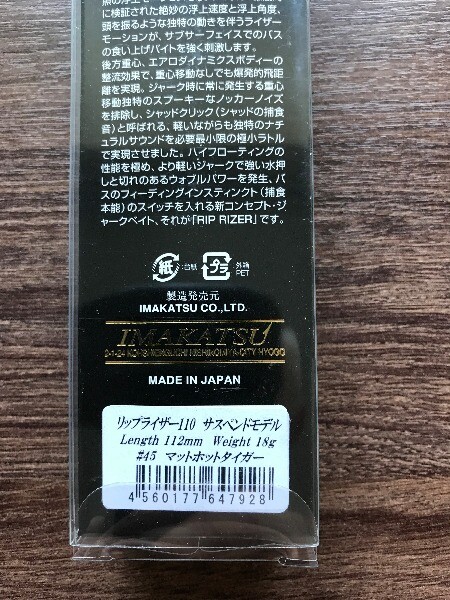 に検証された絶妙の浮上速度と浮上角度、
頭を振るような独特の動きを伴うライザー
モーションが、サブサーフェイスでのバス
の食い上げバイトを強く刺激します。
後方重心、エアロダイナミクスボディーの
整流効果で、重心移動なしでも爆発的飛距
離を実現。ジャーク時に常に発生する重心
移動独特のスプーキーなノッカーノイズ
を排除し、シャッドクリック（シャッドの捕食
音）と呼ばれる、軽いながらも独特のナチ
ュラルサウンドを必要最小限の極小ラトル
で実現させました。ハイフローティング
の性能を極め、より軽いジャークで強い水押
しと切れのあるウォブルパワーを発生、バ
スのフィーディングインスティンクト（捕食
本能）のスイッチを入れる新コンセプト・ジ
ャークベイト、それが「RIP RIZER」です。
紙 :台紙 プラ :外箱 PET
製造発売元
IMAKATSU CO.,LTD.
IMAKATSU
MADE IN JAPAN
リップライザー110 サスペンドモデル
Length 112mm Weight 18g
#45 マットホットタイガー
4 560177 647928